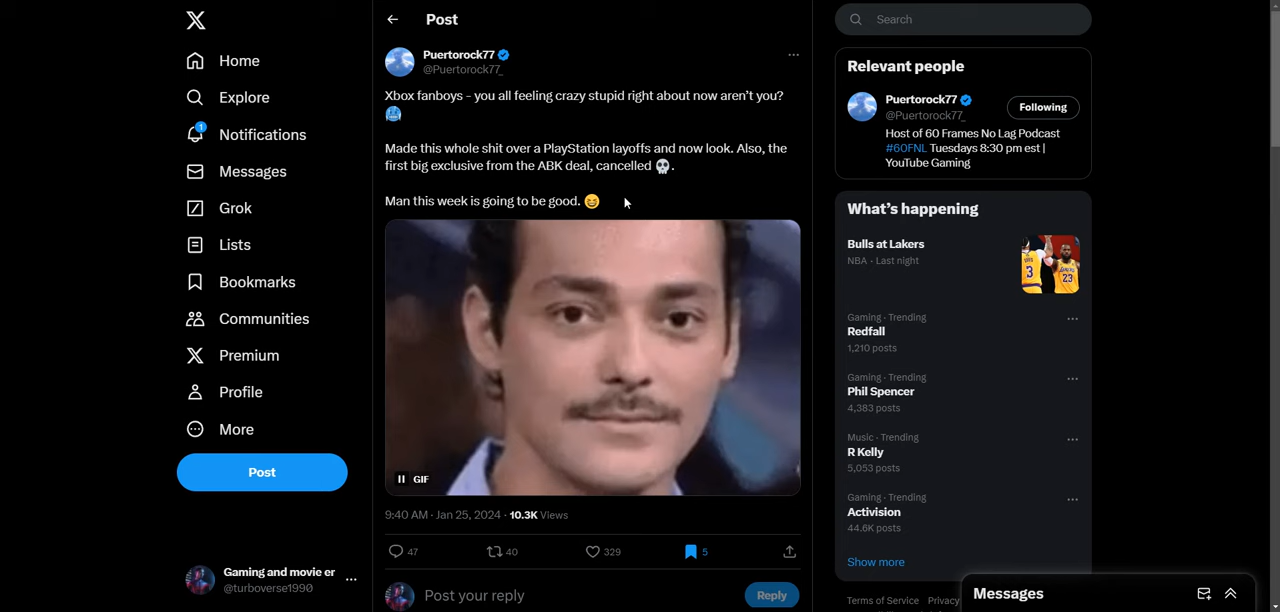 Home
Explore
1
Notifications
Messages
Grok
Lists
Bookmarks
Communities
Premium
Profile
More
Post
Gaming and movie er
@turboverse1990
Post
Puertorock77
@Puertorock77_
Xbox fanboys - you all feeling crazy stupid right about now aren't you?
Made this whole shit over a PlayStation layoffs and now look. Also, the
first big exclusive from the ABK deal, cancelled 💀.
Man this week is going to be good. 😆
GIF
9:40 AM · Jan 25, 2024 · 10.3K Views
47
40
329
5
Post your reply
Reply
Search
Relevant people
Puertorock77
@Puertorock77_
Following
Host of 60 Frames No Lag Podcast
#60FNL Tuesdays 8:30 pm est |
YouTube Gaming
What's happening
Bulls at Lakers
NBA · Last night
Gaming · Trending
Redfall
1,210 posts
Gaming · Trending
Phil Spencer
4,383 posts
Music · Trending
R Kelly
5,053 posts
Gaming · Trending
Activision
44.6K posts
Show more
Terms of Service Privacy
Messages